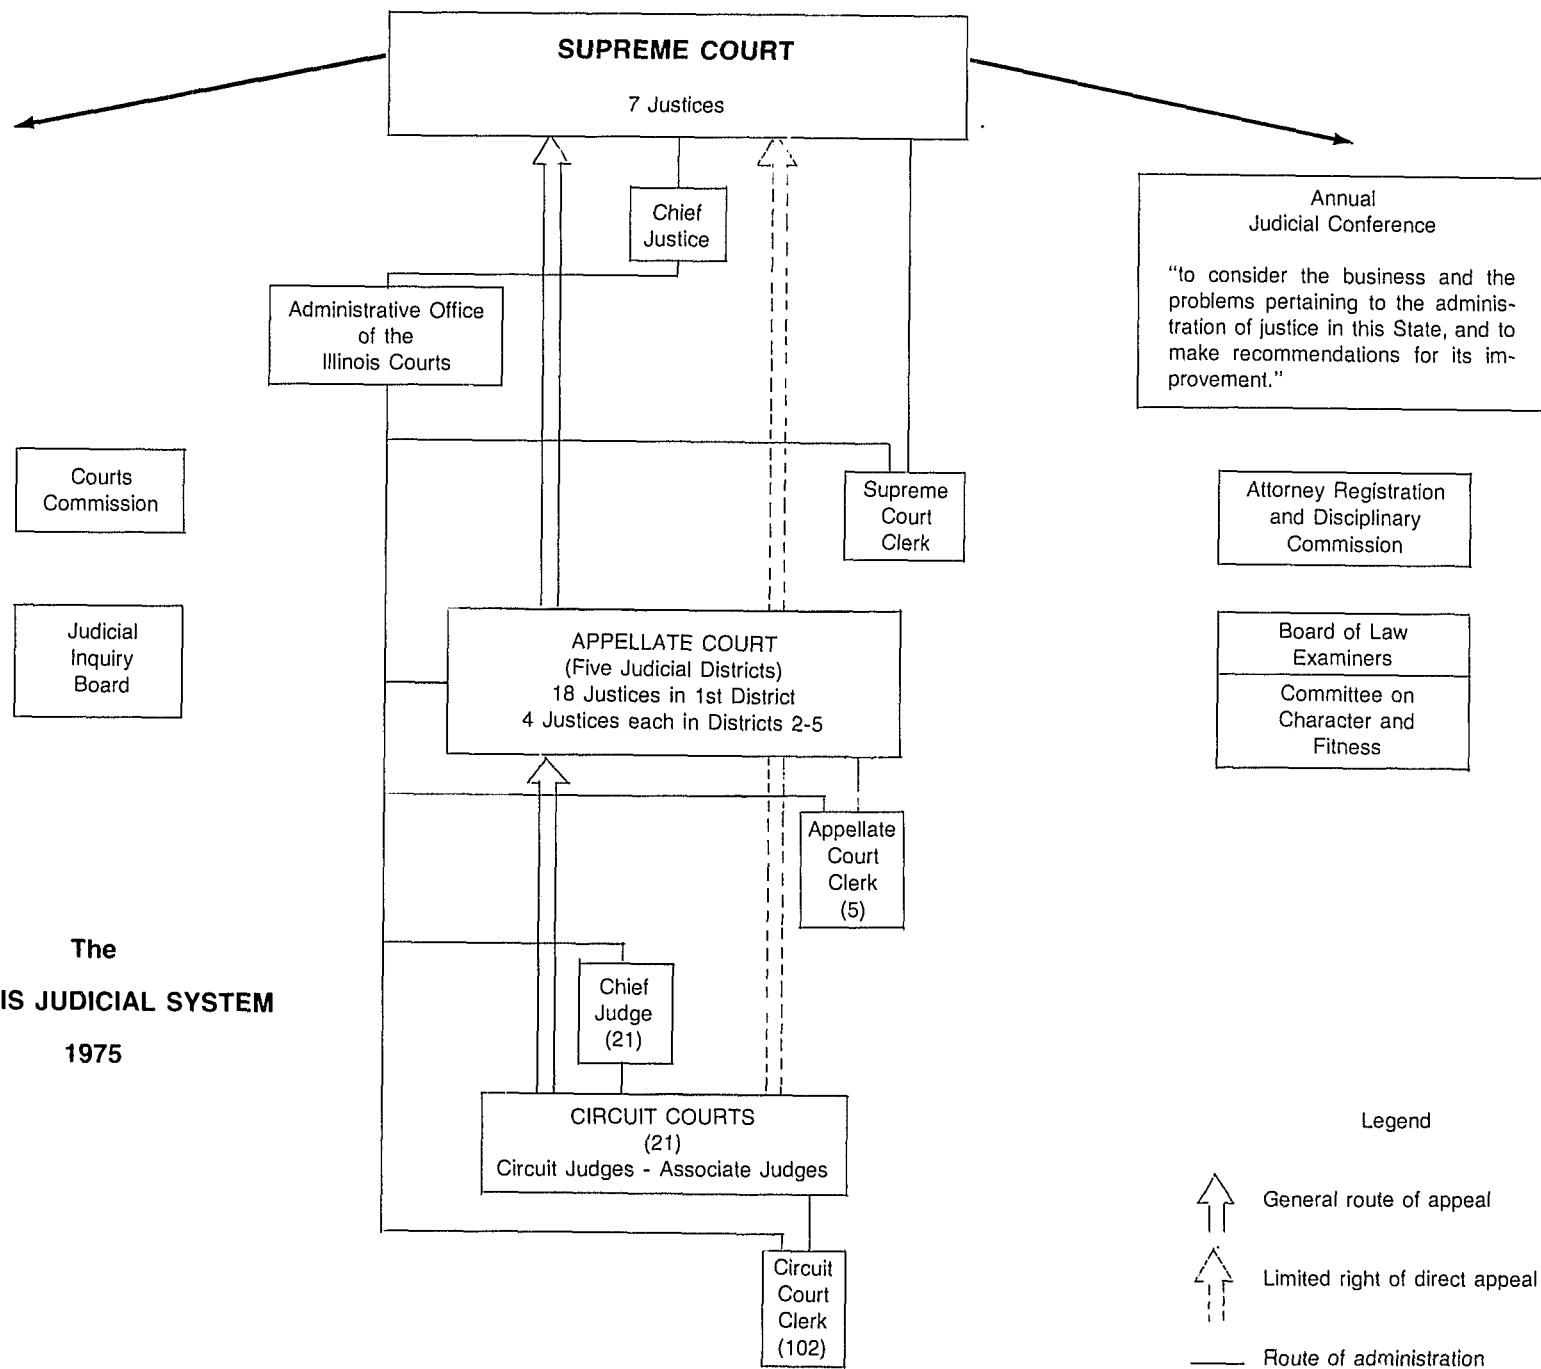 SUPREME COURT
7 Justices
Chief
Justice
Administrative Office
of the
Illinois Courts
Annual
Judicial Conference
"to consider the business and the
problems pertaining to the adminis-
tration of justice in this State, and to
make recommendations for its im-
provement."
Courts
Commission
Supreme
Court
Clerk
Attorney Registration
and Disciplinary
Commission
Judicial
Inquiry
Board
APPELLATE COURT
(Five Judicial Districts)
18 Justices in 1st District
4 Justices each in Districts 2-5
Board of Law
Examiners
Committee on
Character and
Fitness
Appellate
Court
Clerk
(5)
The
IS JUDICIAL SYSTEM
1975
Chief
Judge
(21)
CIRCUIT COURTS
(21)
Circuit Judges - Associate Judges
Circuit
Court
Clerk
(102)
Legend
General route of appeal
Limited right of direct appeal
Route of administration